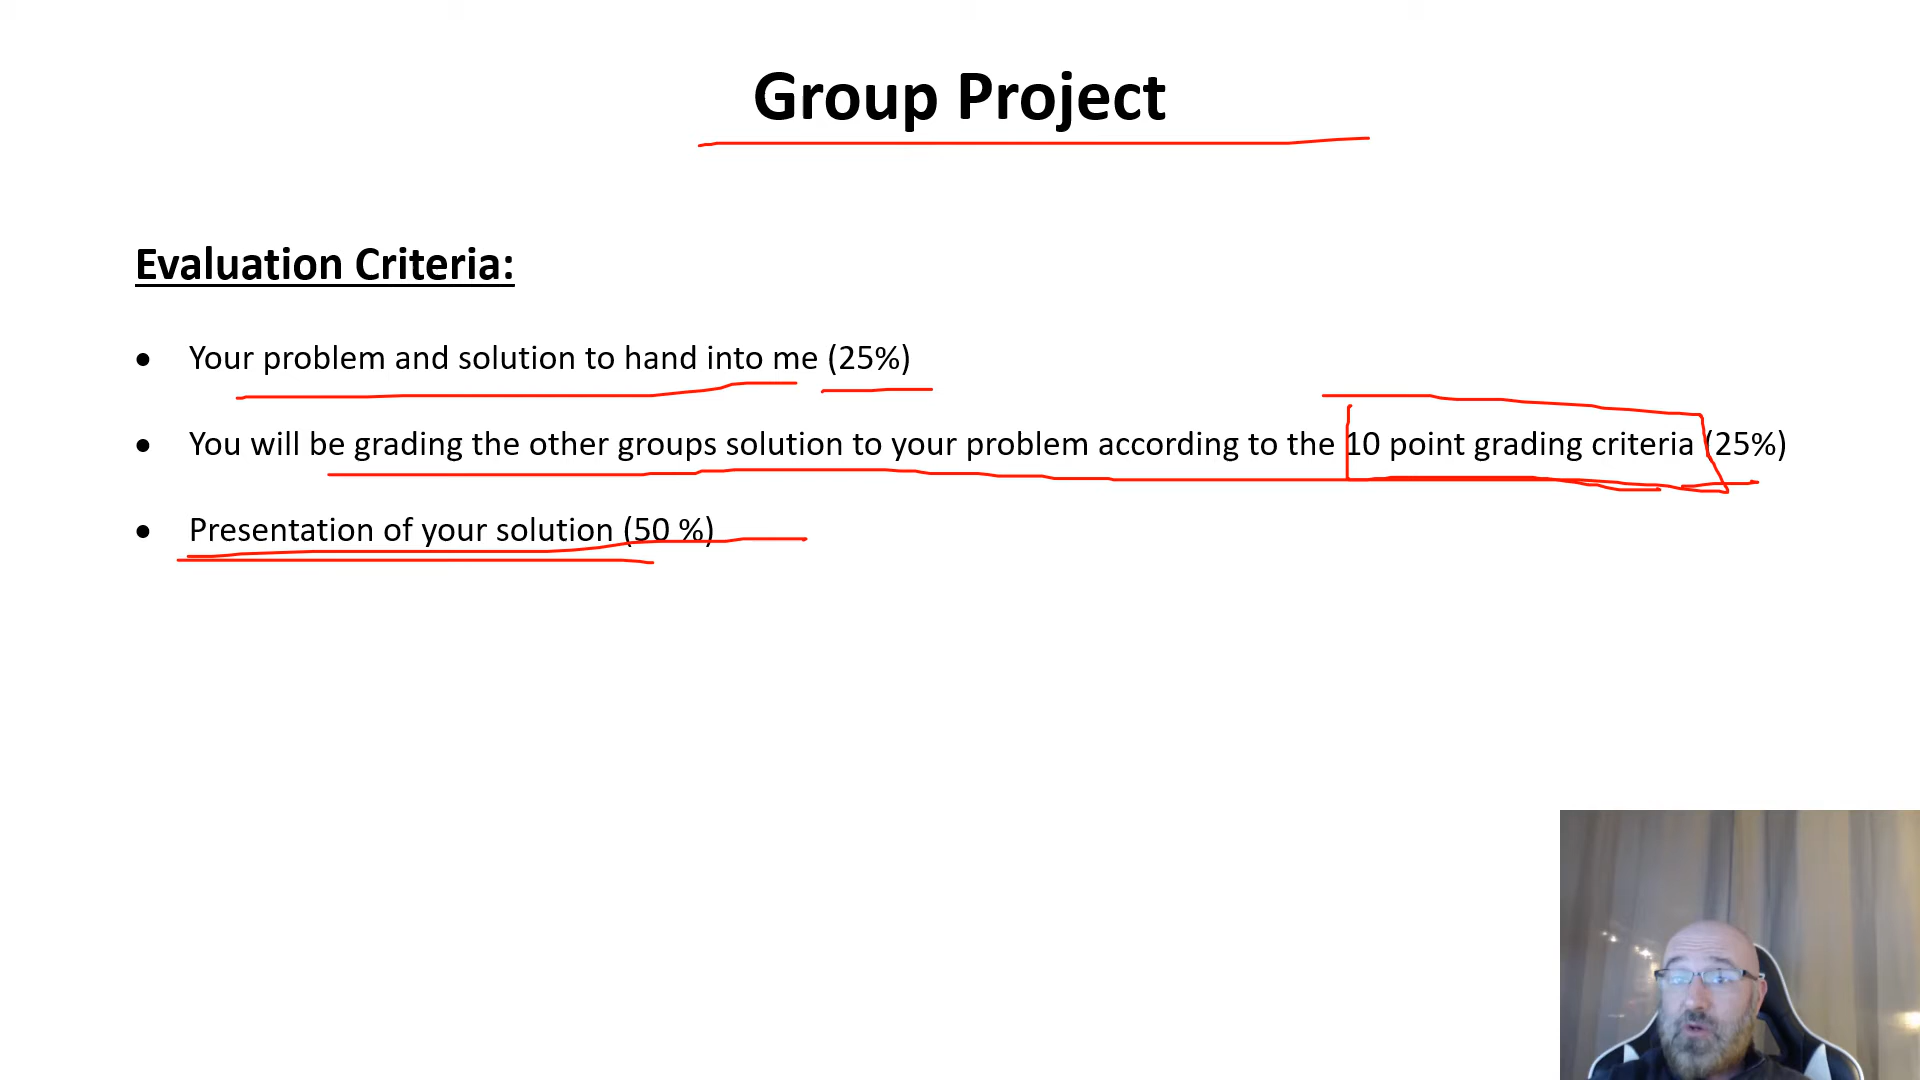 Group Project
Evaluation Criteria:
• Your problem and solution to hand into me (25%)
• You will be grading the other groups solution to your problem according to the 10 point grading criteria (25%)
• Presentation of your solution (50 %)